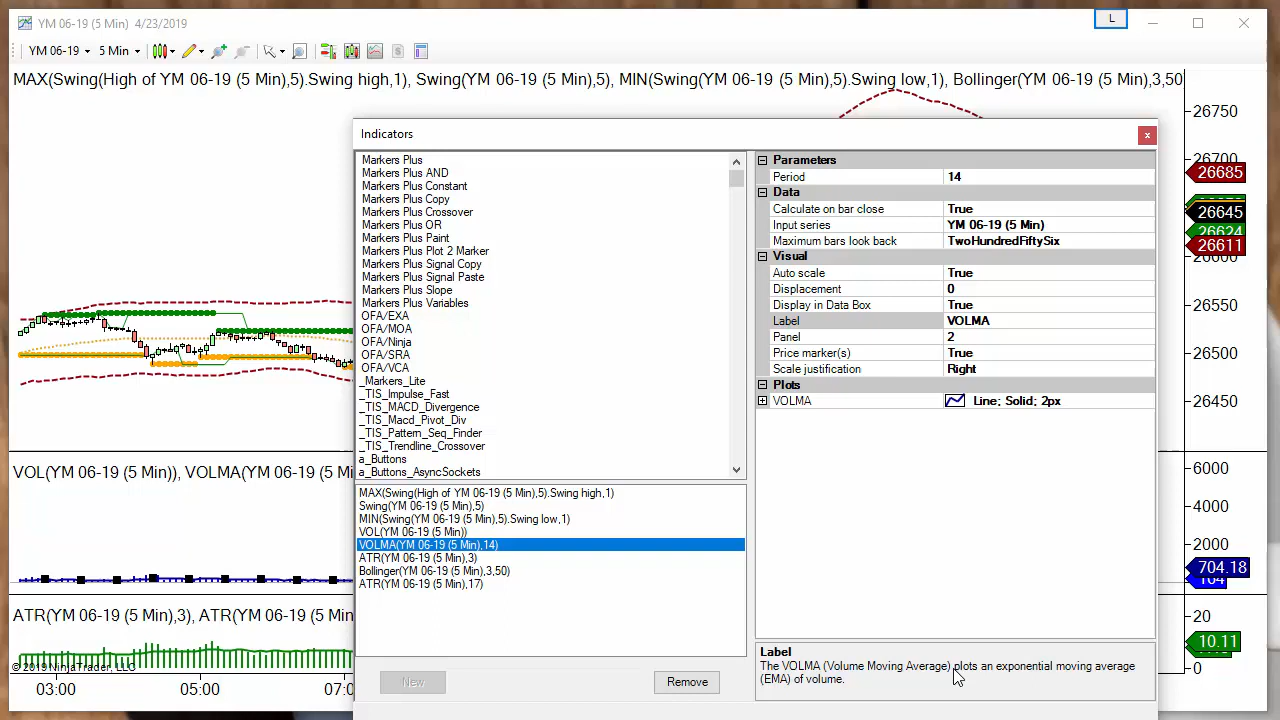 YM 06-19 (5 Min)  4/23/2019
L
YM 06-19
5 Min
MAX(Swing(High of YM 06-19 (5 Min),5).Swing high,1), Swing(YM 06-19 (5 Min),5), MIN(Swing(YM 06-19 (5 Min),5).Swing low,1), Bollinger(YM 06-19 (5 Min),3,50
Indicators
x
Markers Plus
Markers Plus AND
Markers Plus Constant
Markers Plus Copy
Markers Plus Crossover
Markers Plus OR
Markers Plus Paint
Markers Plus Plot 2 Marker
Markers Plus Signal Copy
Markers Plus Signal Paste
Markers Plus Slope
Markers Plus Variables
OFA/EXA
OFA/MOA
OFA/Ninja
OFA/SRA
OFA/VCA
_Markers_Lite
_TIS_Impulse_Fast
_TIS_MACD_Divergence
_TIS_Macd_Pivot_Div
_TIS_Pattern_Seq_Finder
_TIS_Trendline_Crossover
a_Buttons
a_Buttons_AsyncSockets
MAX(Swing(High of YM 06-19 (5 Min),5).Swing high,1)
Swing(YM 06-19 (5 Min),5)
MIN(Swing(YM 06-19 (5 Min),5).Swing low,1)
VOL(YM 06-19 (5 Min))
VOLMA(YM 06-19 (5 Min),14)
ATR(YM 06-19 (5 Min),3)
Bollinger(YM 06-19 (5 Min),3,50)
ATR(YM 06-19 (5 Min),17)
New
Remove
Parameters
Period 14
Data
Calculate on bar close True
Input series YM 06-19 (5 Min)
Maximum bars look back TwoHundredFiftySix
Visual
Auto scale True
Displacement 0
Display in Data Box True
Label VOLMA
Panel 2
Price marker(s) True
Scale justification Right
Plots
VOLMA Line; Solid; 2px
Label
The VOLMA (Volume Moving Average) plots an exponential moving average
(EMA) of volume.
26750
26700
26685
26645
26624
26611
26550
26500
26450
VOL(YM 06-19 (5 Min)), VOLMA(YM 06-19 (5 Min
6000
4000
2000
704.18
ATR(YM 06-19 (5 Min),3), ATR(YM 06-19 (5 Min
20
10.11
0
© 2019 NinjaTrader, LLC
03:00
05:00
07:0